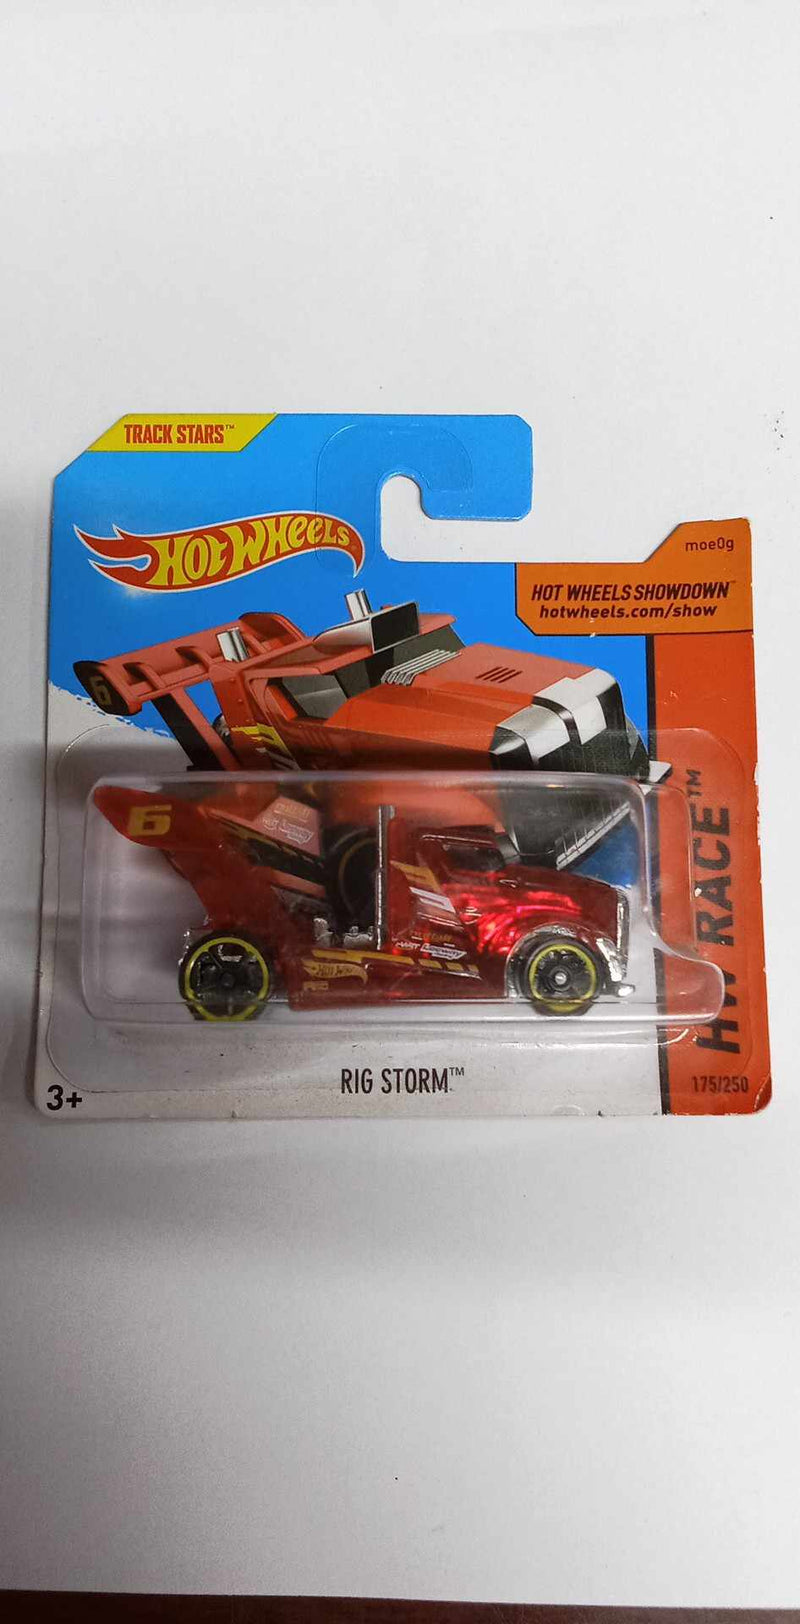 TRACK STARS™
HOT WHEELS
moe0g
HOT WHEELS SHOWDOWN™
hotwheels.com/show
6
6
HW RACE™
RIG STORM™
3+
175/250